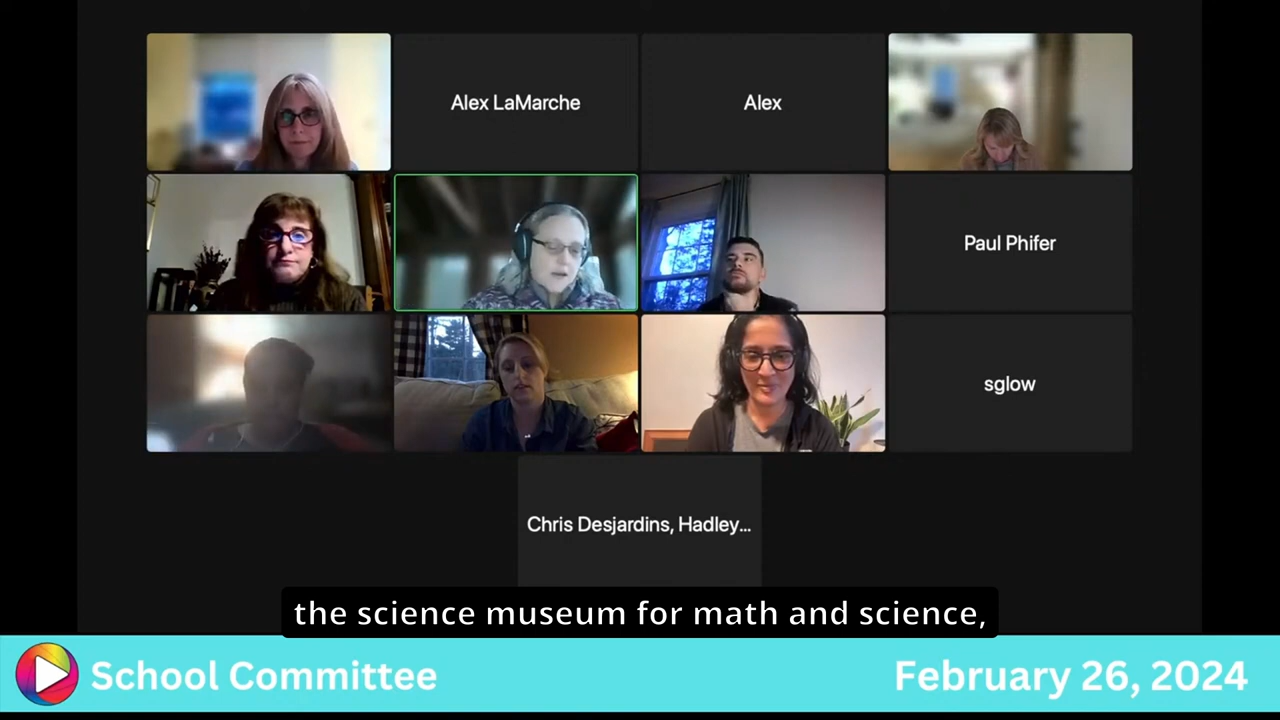 Alex LaMarche
Alex
Paul Phifer
sglow
Chris Desjardins, Hadley...
the science museum for math and science,
School Committee
February 26, 2024